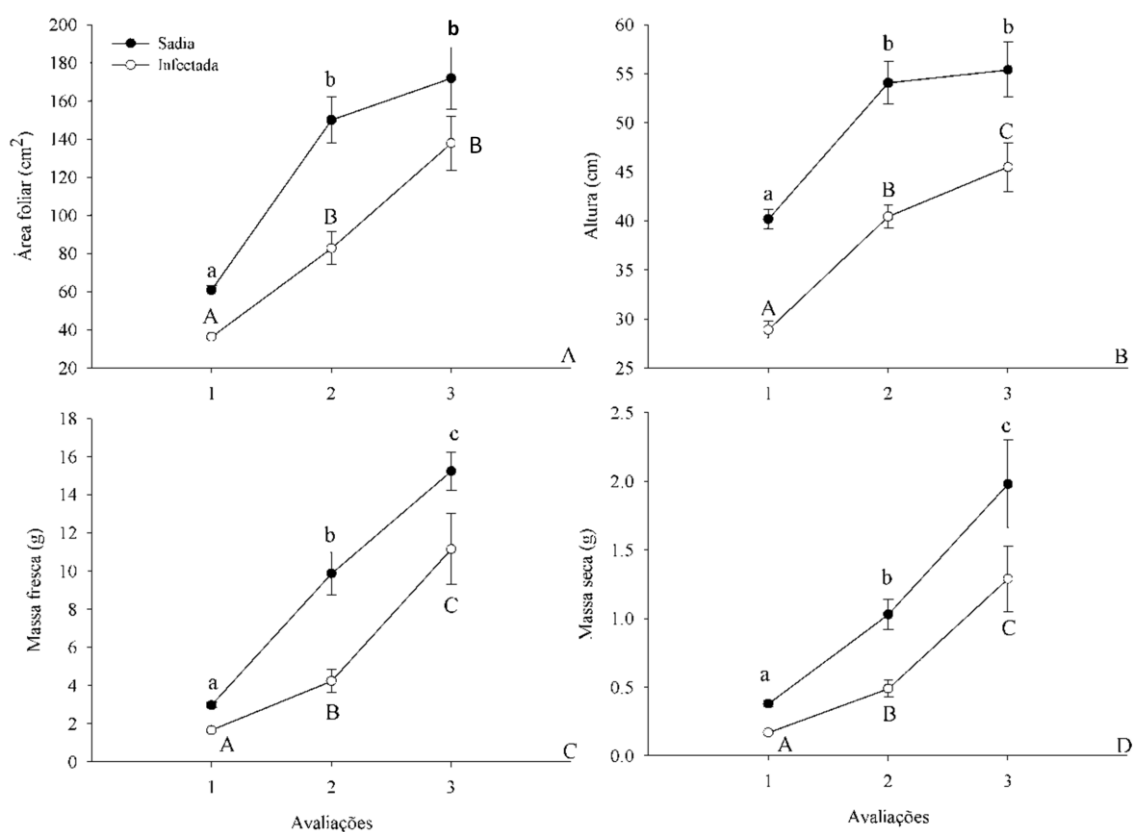 200
180
160
140
120
100
80
60
40
20
Área foliar (cm²)
Sadia
Infectada
a
b
b
A
B
B
1
2
3
A
60
55
50
45
40
35
30
25
Altura (cm)
a
b
b
A
B
C
1
2
3
B
18
16
14
12
10
8
6
4
2
0
Massa fresca (g)
a
b
c
A
B
C
1
2
3
C
Avaliações
2.5
2.0
1.5
1.0
0.5
0.0
Massa seca (g)
a
b
c
A
B
C
1
2
3
D
Avaliações